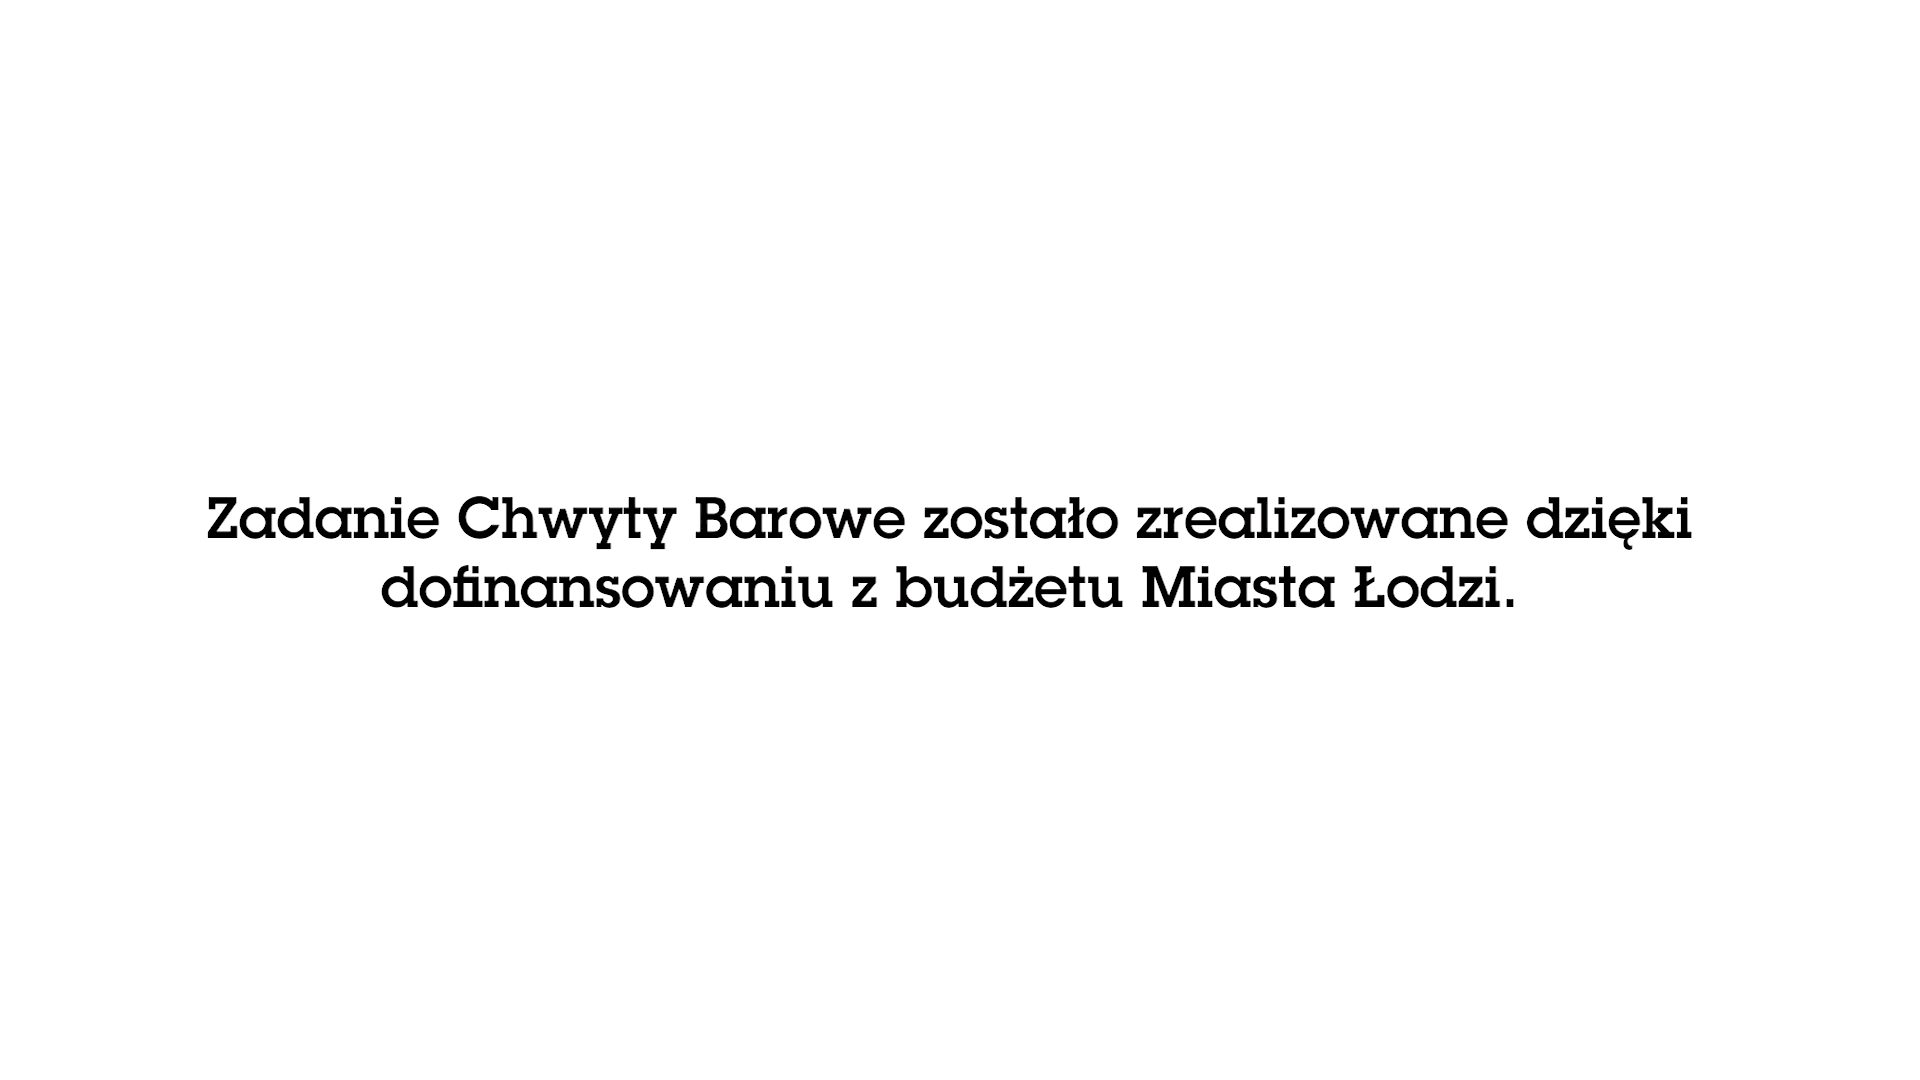 Zadanie Chwyty Barowe zostało zrealizowane dzięki
dofinansowaniu z budżetu Miasta Łodzi.